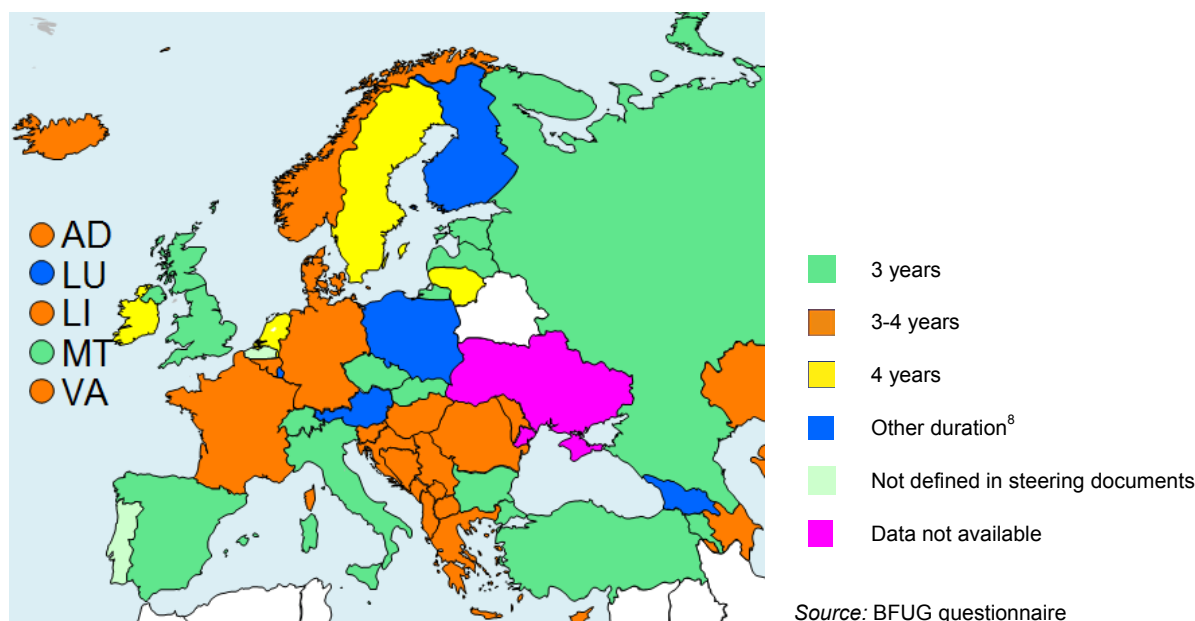 AD
LU
LI
MT
VA
3 years
3-4 years
4 years
Other duration8
Not defined in steering documents
Data not available
Source: BFUG questionnaire